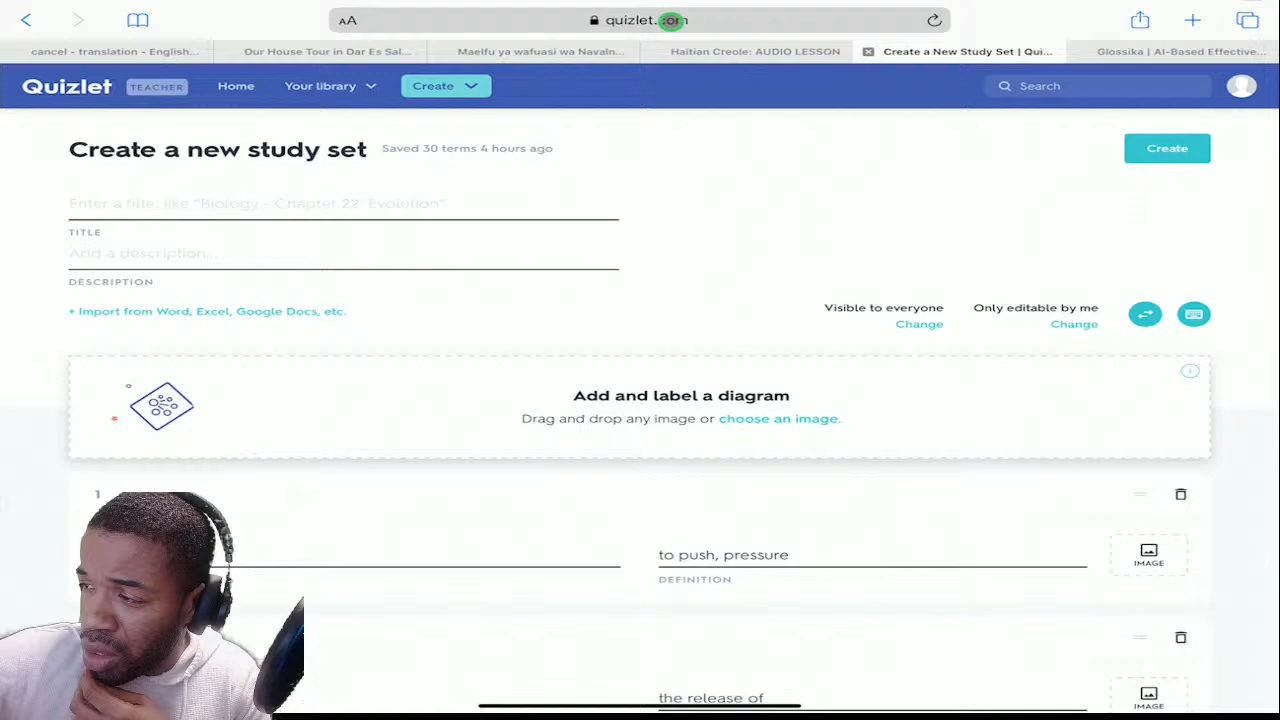 AA
quizlet.com
cancel - translation - English...
Our House Tour in Dar Es Sal...
Maelfu ya wafuasi wa Navaln...
Haitian Creole: AUDIO LESSON
Create a New Study Set | Qui...
Glossika | AI-Based Effective...
Quizlet TEACHER Home Your library Create Search
Create a new study set Saved 30 terms 4 hours ago Create
Enter a title, like "Biology - Chapter 22: Evolution"
TITLE
Add a description...
DESCRIPTION
+ Import from Word, Excel, Google Docs, etc.
Visible to everyone Only editable by me
Change Change
Add and label a diagram
Drag and drop any image or choose an image.
1
to push, pressure
DEFINITION
IMAGE
the release of
IMAGE